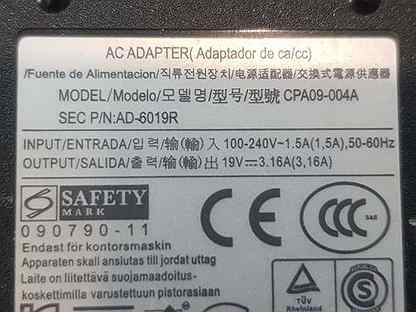 AC ADAPTER( Adaptador de ca/cc)
/Fuente de Alimentacion/직류전원장치/电源适配器/交換式電源供應器
MODEL/Modelo/모델명/型号/型號 CPA09-004A
SEC P/N:AD-6019R
INPUT/ENTRADA/입력/输(輸)入 100-240V~1.5A(1,5A),50-60Hz
OUTPUT/SALIDA/출력/输(輸)出 19V⎓3.16A(3,16A)
S SAFETY
MARK
090790-11
CE
CCC
S&E
Endast för kontorsmaskin
Apparaten skall anslutas till jordat uttag
Laite on liitettävä suojamaadoitus-
koskettimilla varustettuun pistorasiaan
TÜV
Rheinland
S